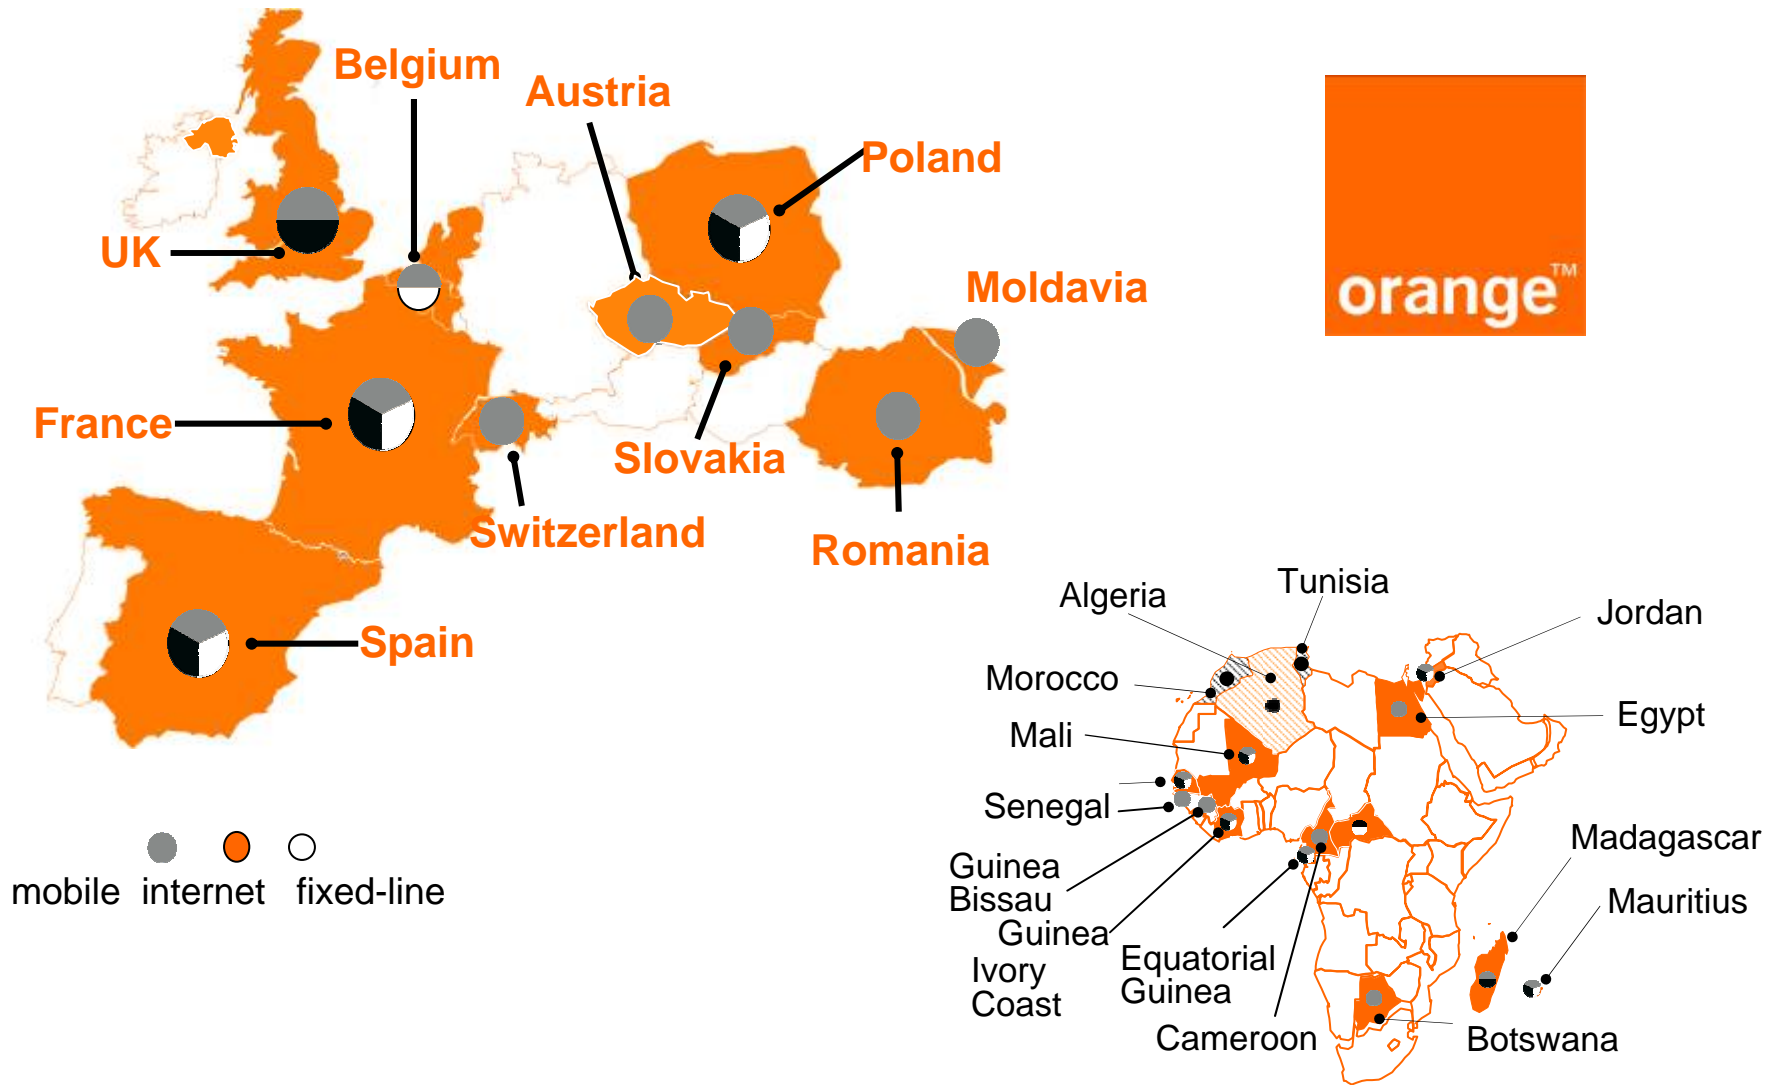 Belgium
Austria
Poland
UK
Moldavia
orange™
France
Slovakia
Switzerland
Romania
Spain
Tunisia
Algeria
Jordan
Morocco
Egypt
Mali
Senegal
Madagascar
mobile internet fixed-line
Guinea
Bissau
Mauritius
Guinea
Equatorial
Guinea
Ivory
Coast
Cameroon
Botswana